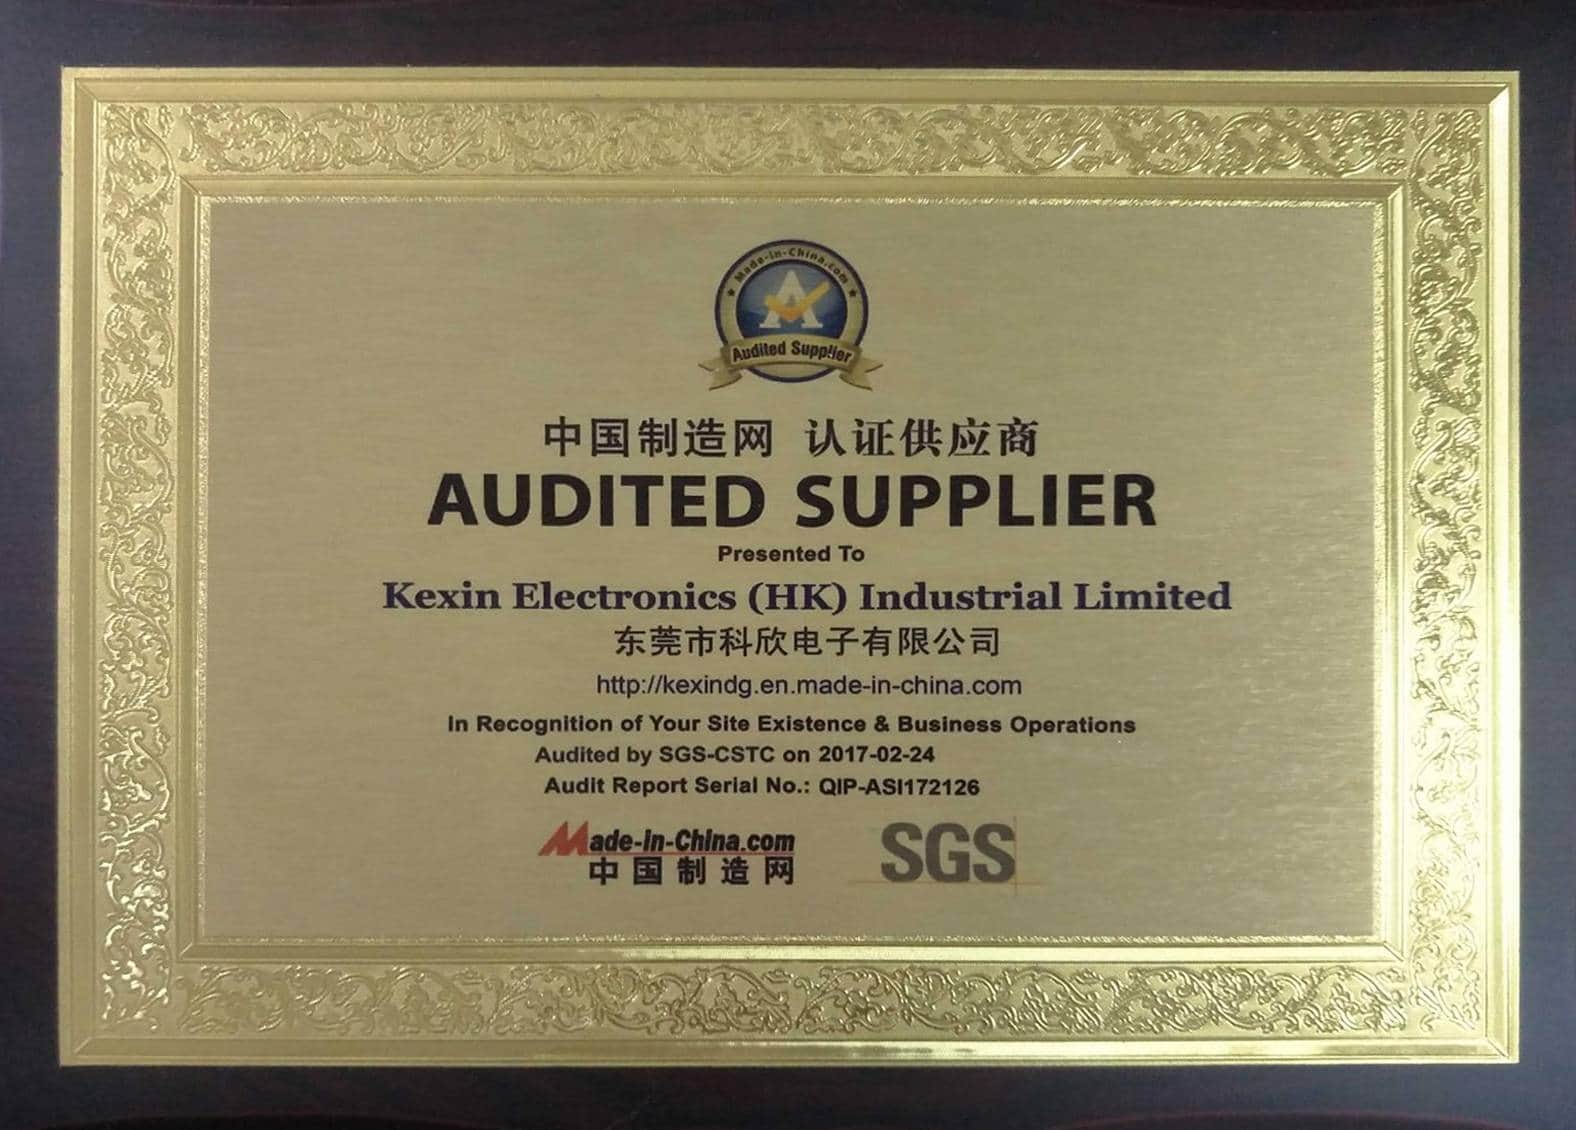 Made-in-China.com
A
Audited Supplier
中国制造网 认证供应商
AUDITED SUPPLIER
Presented To
Kexin Electronics (HK) Industrial Limited
东莞市科欣电子有限公司
http://kexindg.en.made-in-china.com
In Recognition of Your Site Existence & Business Operations
Audited by SGS-CSTC on 2017-02-24
Audit Report Serial No.: QIP-ASI172126
Made-in-China.com
中国制造网
SGS